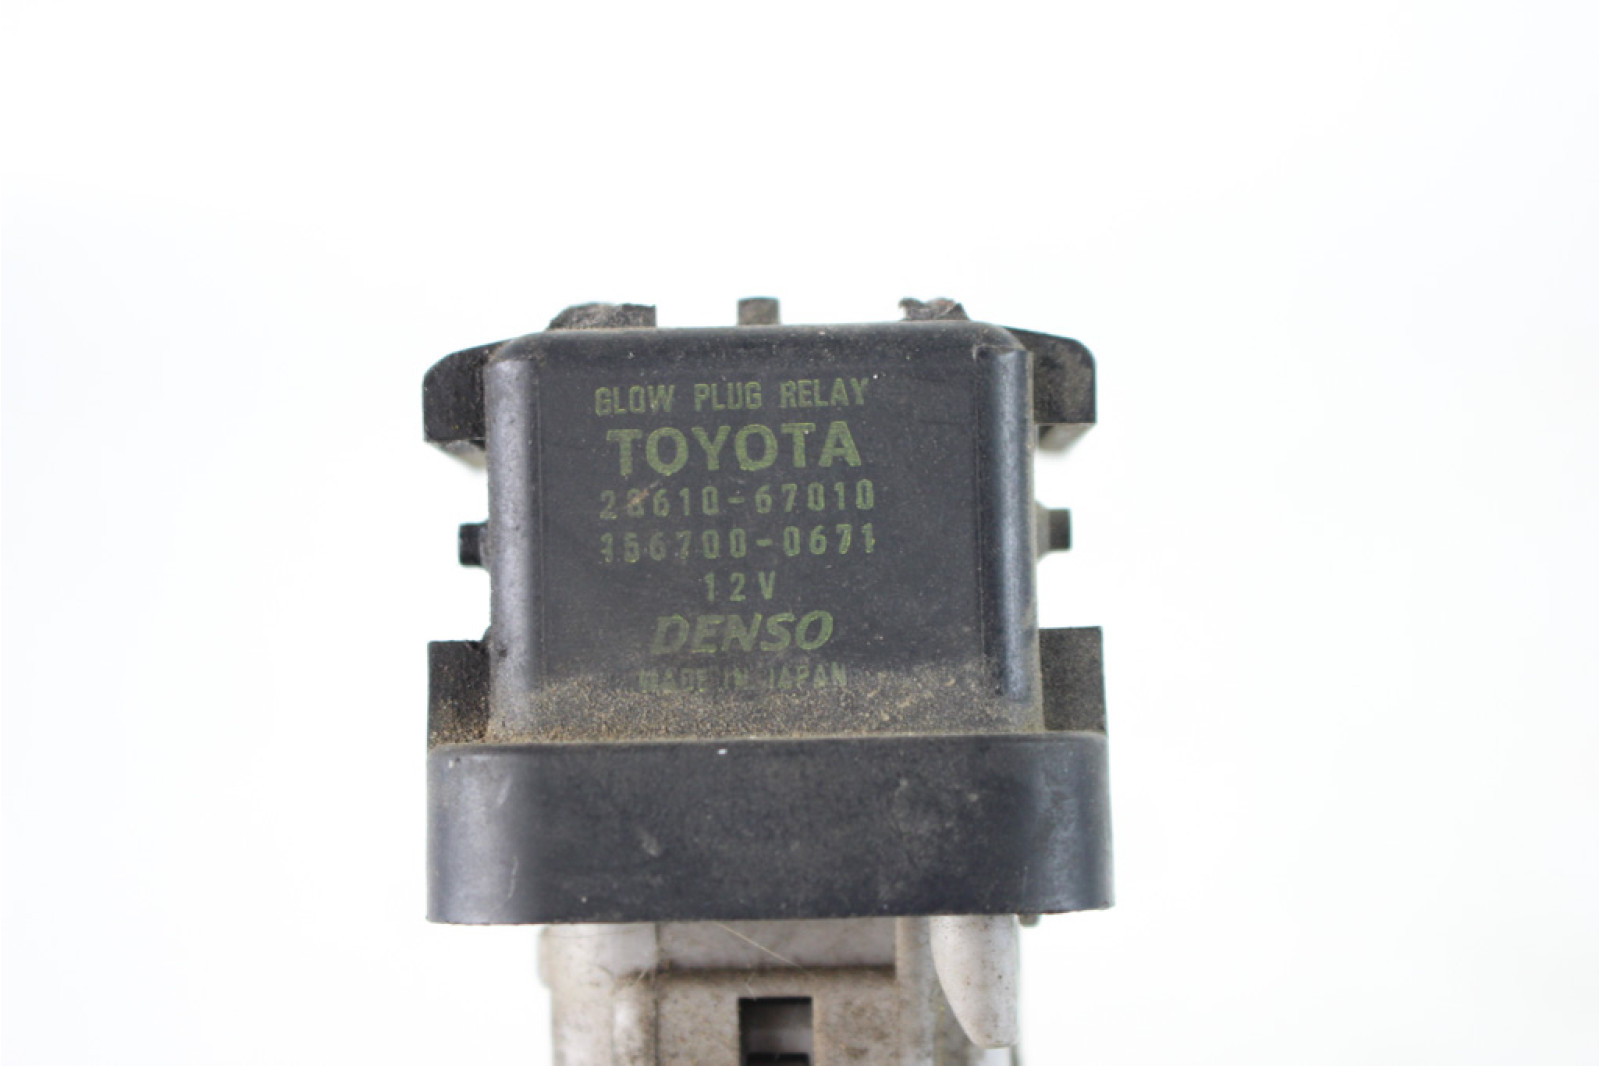 GLOW PLUG RELAY
TOYOTA
28610-67010
156700-0671
12V
DENSO
MADE IN JAPAN